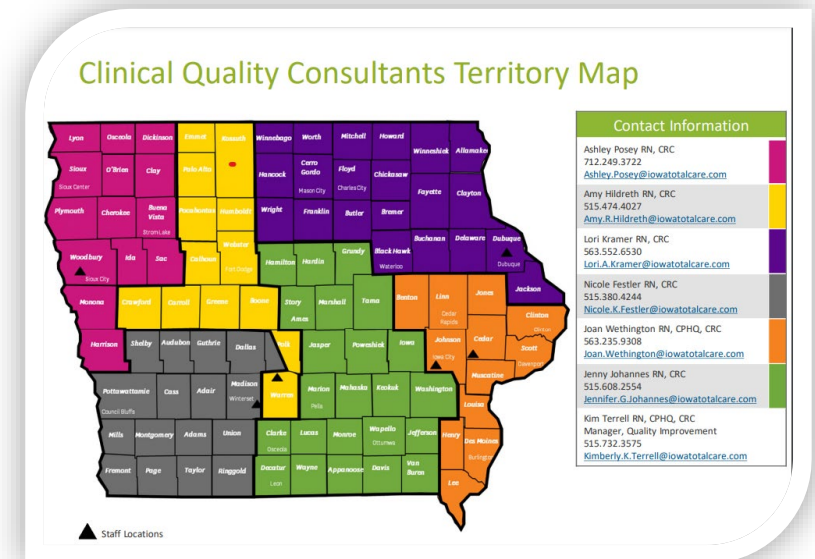 Clinical Quality Consultants Territory Map
Lyon Osceola Dickinson Emmet Kossuth Winnebago Worth Mitchell Howard Winneshiek Allamakee
Sioux O'Brien Clay Palo Alto Hancock Cerro Gordo Floyd Chickasaw Fayette Clayton
Sioux Center Mason City Charles City
Plymouth Cherokee Buena Vista Pocahontas Humboldt Wright Franklin Butler Bremer
Strom Lake
Woodbury Ida Sac Calhoun Webster Hamilton Hardin Grundy Black Hawk Buchanan Delaware Dubuque
Sioux City Fort Dodge Waterloo Dubuque
Monona Crawford Carroll Greene Boone Story Marshall Tama Benton Linn Jones Jackson
Ames Cedar Rapids Clinton
Clinton
Harrison Shelby Audubon Guthrie Dallas Polk Jasper Poweshiek Iowa Johnson Cedar Scott
Iowa City Davenport
Pottawattamie Cass Adair Madison Warren Marion Mahaska Keokuk Washington Muscatine Louisa
Council Bluffs Winterset Pella
Mills Montgomery Adams Union Clarke Lucas Monroe Wapello Jefferson Henry Des Moines
Osceola Ottumwa Burlington
Fremont Page Taylor Ringgold Decatur Wayne Appanoose Davis Van Buren Lee
Leon
Staff Locations
Contact Information
Ashley Posey RN, CRC
712.249.3722
Ashley.Posey@iowatotalcare.com
Amy Hildreth RN, CRC
515.474.4027
Amy.R.Hildreth@iowatotalcare.com
Lori Kramer RN, CRC
563.552.6530
Lori.A.Kramer@iowatotalcare.com
Nicole Festler RN, CRC
515.380.4244
Nicole.K.Festler@iowatotalcare.com
Joan Wethington RN, CPHQ, CRC
563.235.9308
Joan.Wethington@iowatotalcare.com
Jenny Johannes RN, CRC
515.608.2554
Jennifer.G.Johannes@iowatotalcare.com
Kim Terrell RN, CPHQ, CRC
Manager, Quality Improvement
515.732.3575
Kimberly.K.Terrell@iowatotalcare.com